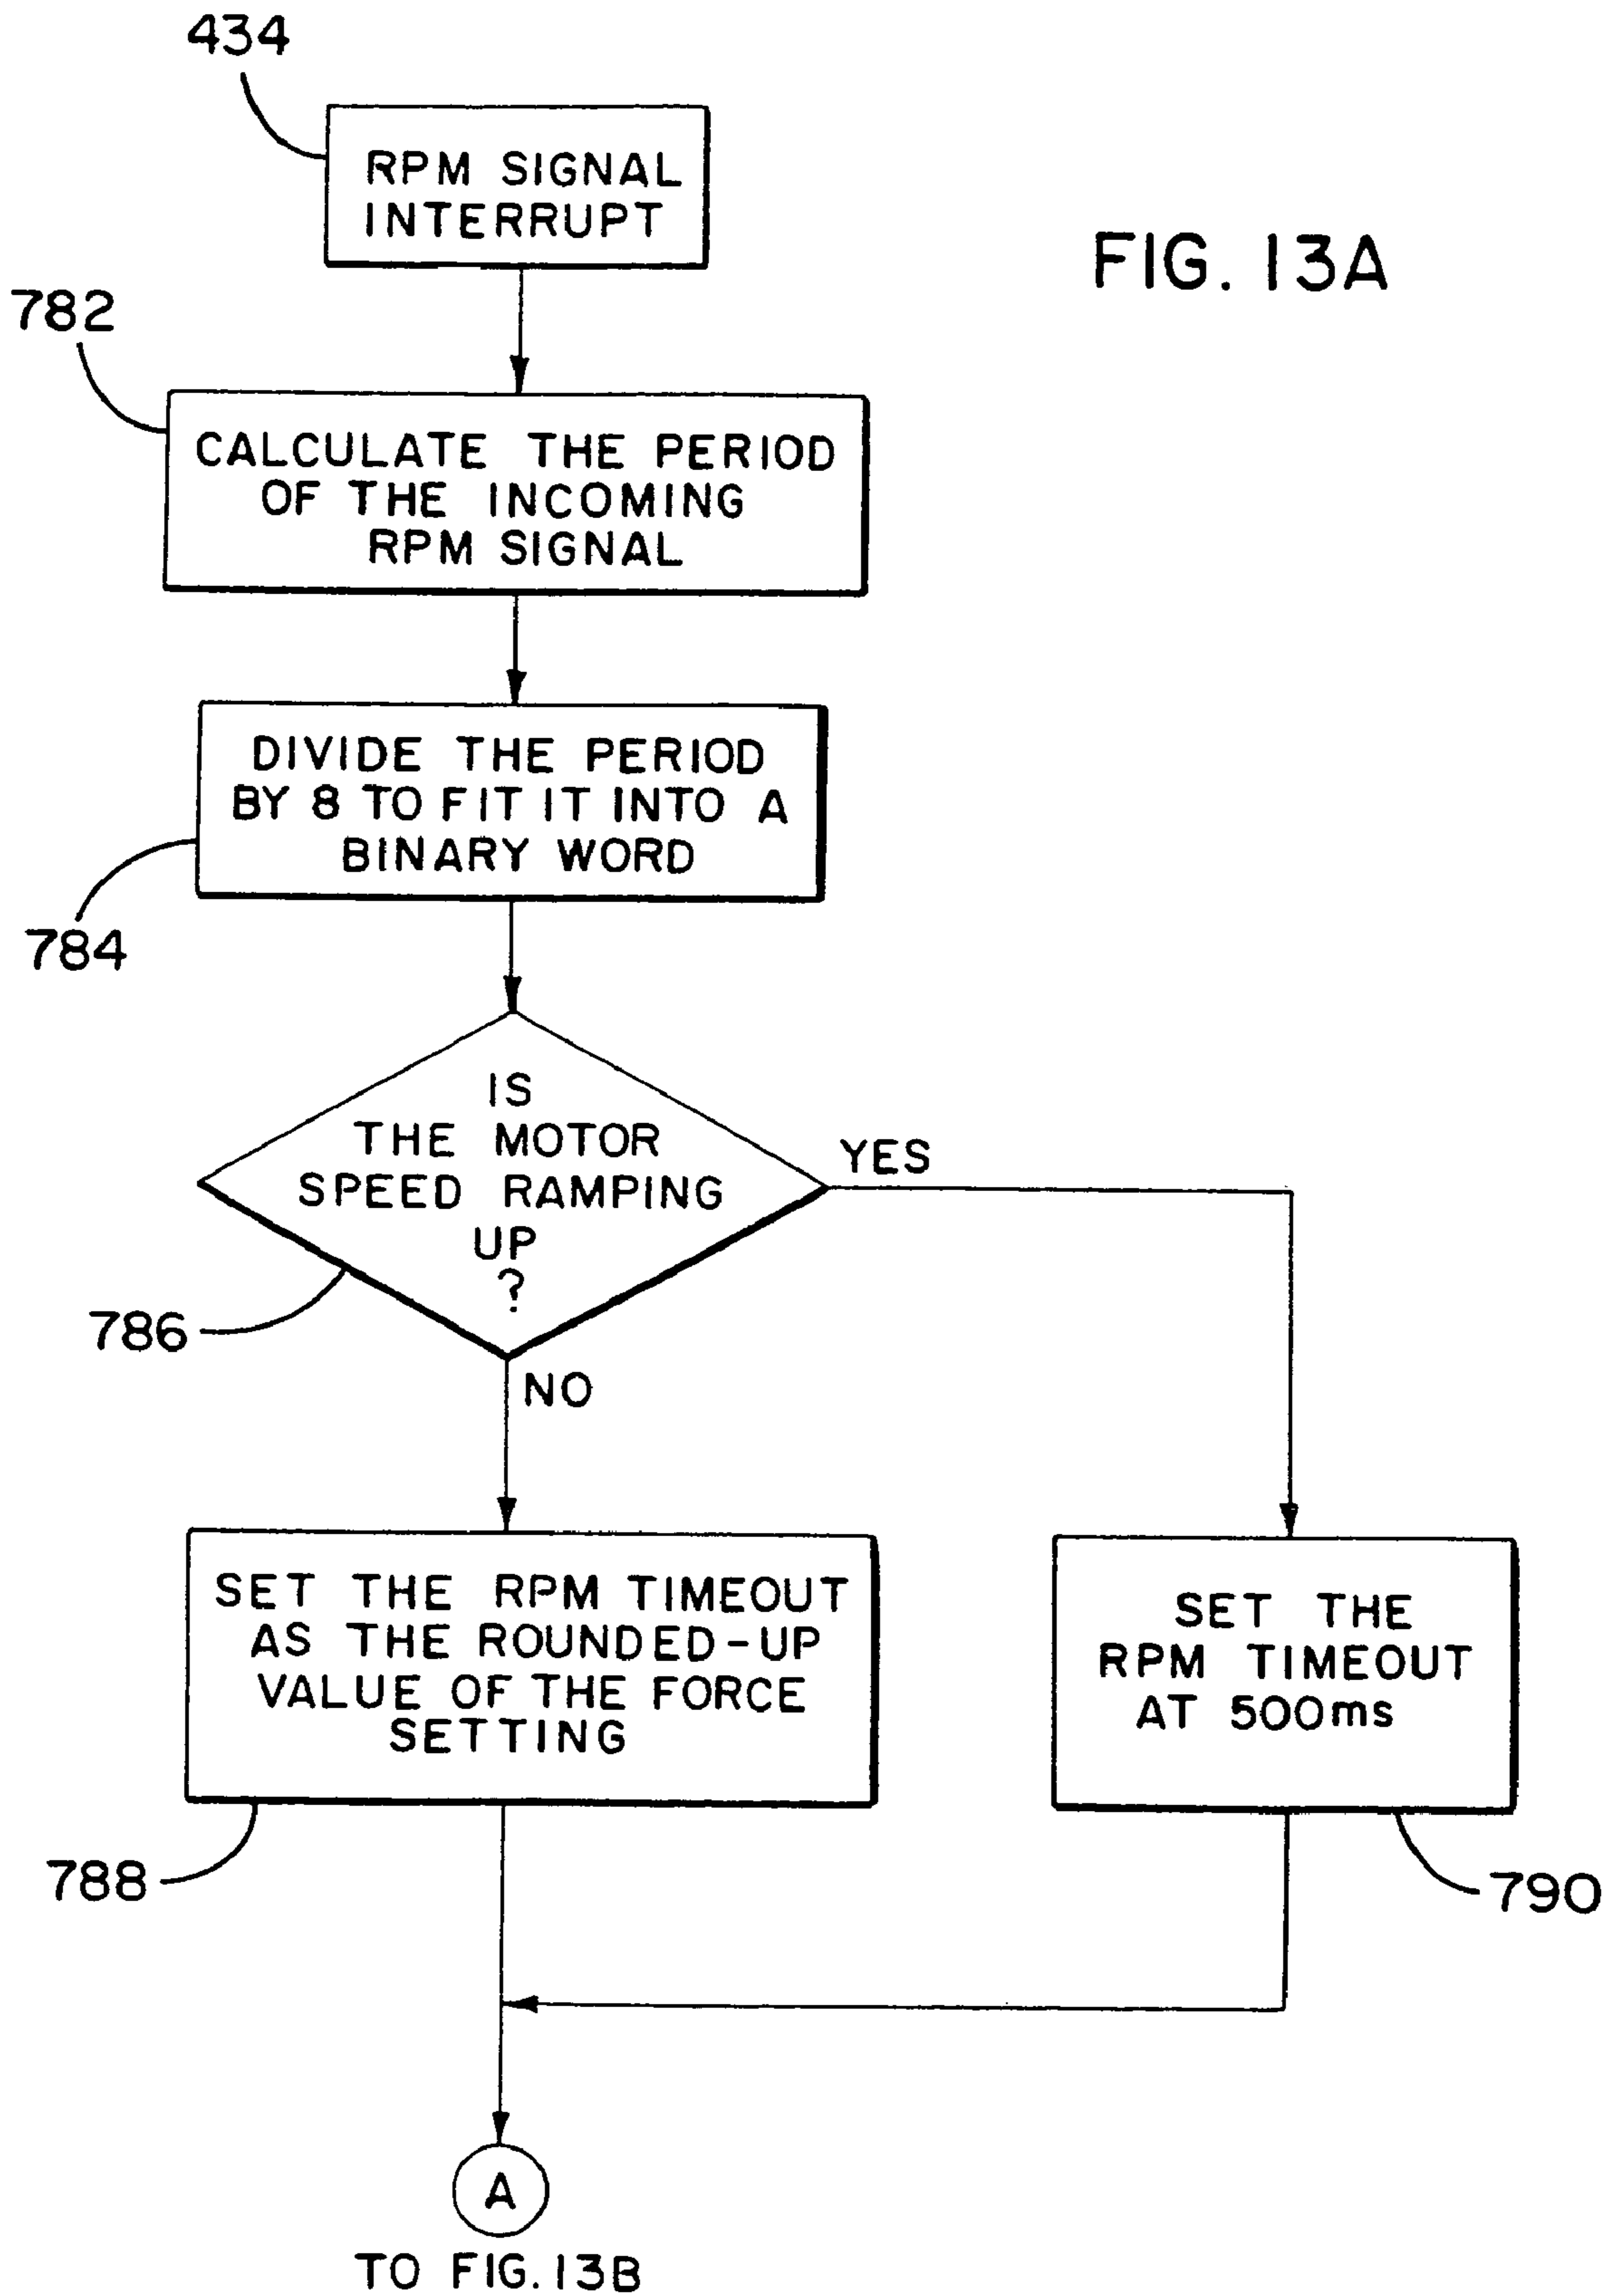 434
RPM SIGNAL
INTERRUPT
FIG. 13A
782
CALCULATE THE PERIOD
OF THE INCOMING
RPM SIGNAL
DIVIDE THE PERIOD
BY 8 TO FIT IT INTO A
BINARY WORD
784
IS
THE MOTOR
SPEED RAMPING
UP
?
YES
786
NO
SET THE RPM TIMEOUT
AS THE ROUNDED-UP
VALUE OF THE FORCE
SETTING
SET THE
RPM TIMEOUT
AT 500ms
788
790
A
TO FIG. 13B